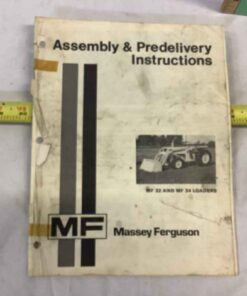 Assembly & Predelivery
Instructions
MF 32 AND MF 34 LOADERS
MF
Massey Ferguson